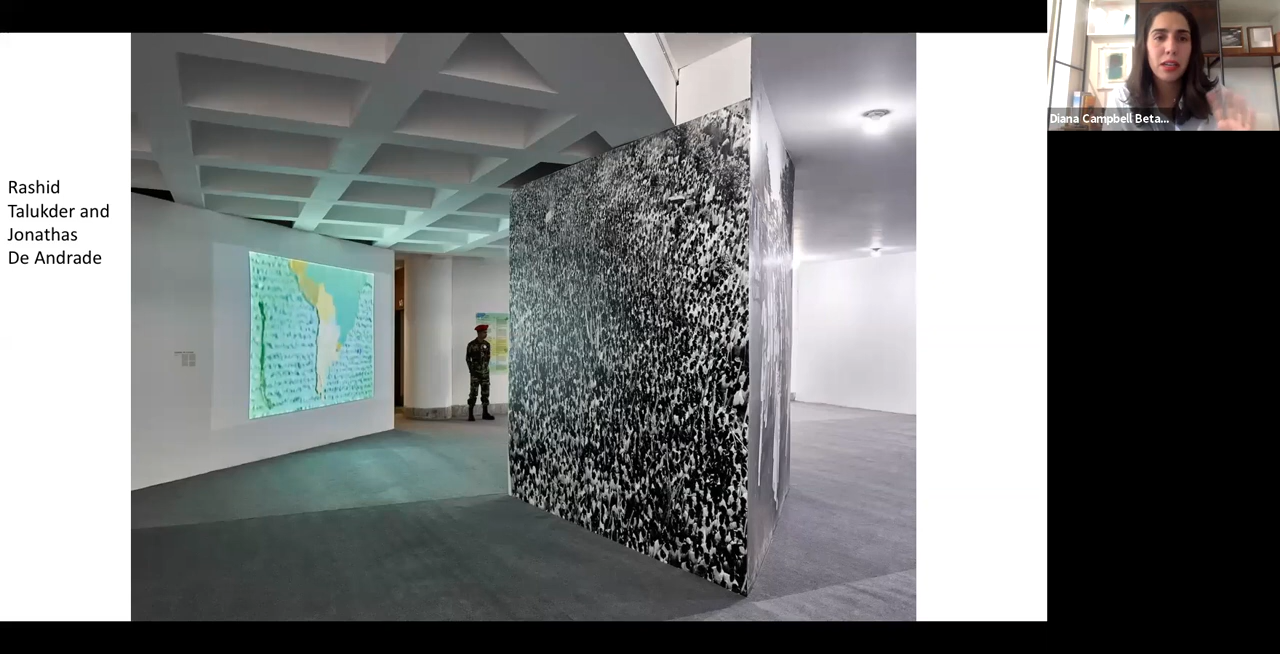 Rashid
Talukder and
Jonathas
De Andrade
Diana Campbell Beta...